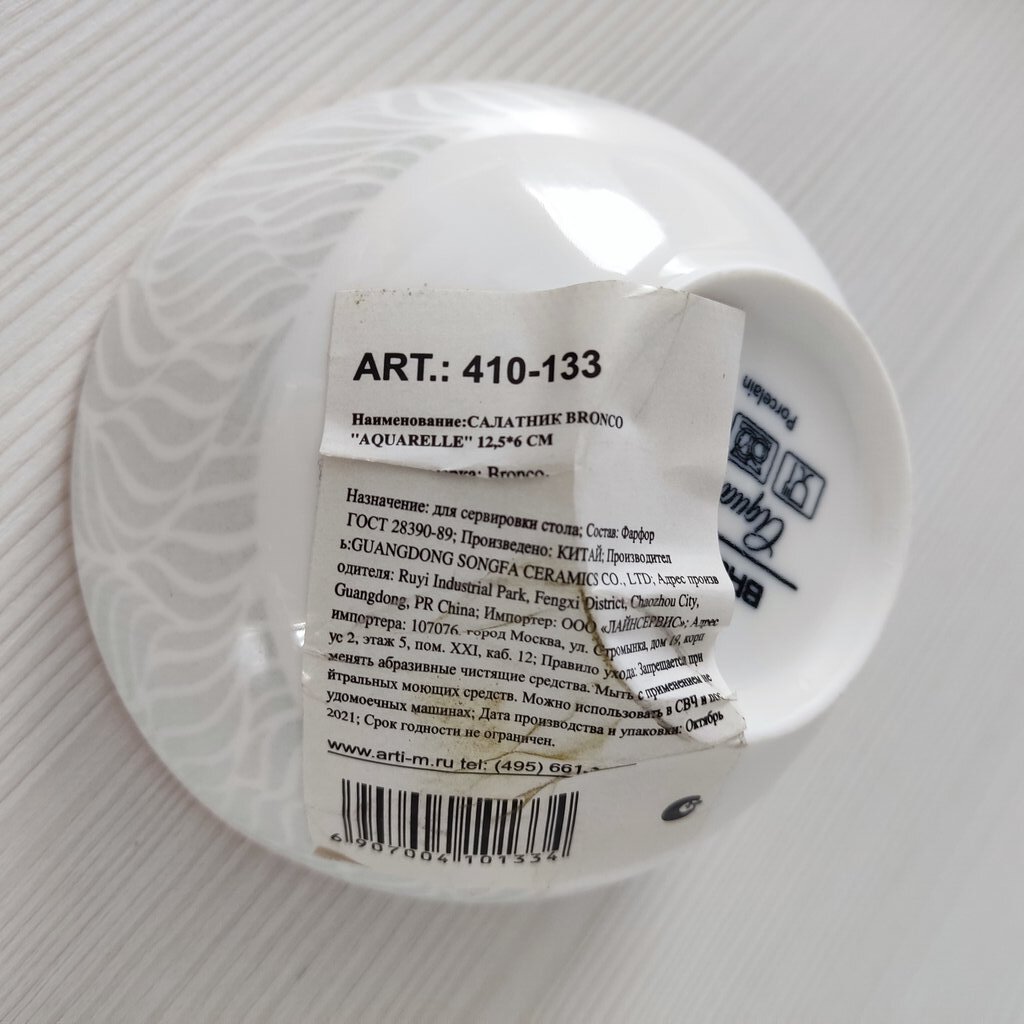 ART.: 410-133
Наименование:САЛАТНИК BRONCO
"AQUARELLE" 12,5*6 СМ
Bronco.
Назначение: для сервировки стола; Состав: Фарфор
ГОСТ 28390-89; Произведено: КИТАЙ; Производител
ь:GUANGDONG SONGFA CERAMICS CO., LTD; Адрес произв
одителя: Ruyi Industrial Park, Fengxi District, Chaozhou City,
Guangdong, PR China; Импортер: ООО «ЛАЙНСЕРВИС»; Адрес
импортера: 107076, город Москва, ул. Стромынка, дом 19, корп
ус 2, этаж 5, пом. XXI, каб. 12; Правило ухода: Запрещается при
менять абразивные чистящие средства. Мыть с применением не
йтральных моющих средств. Можно использовать в СВЧ и
удомоечных машинах; Дата производства и упаковки: Октябрь
2021; Срок годности не ограничен.
www.arti-m.ru tel: (495) 661
6 907004 101334
Porcelain
Aqua
BR